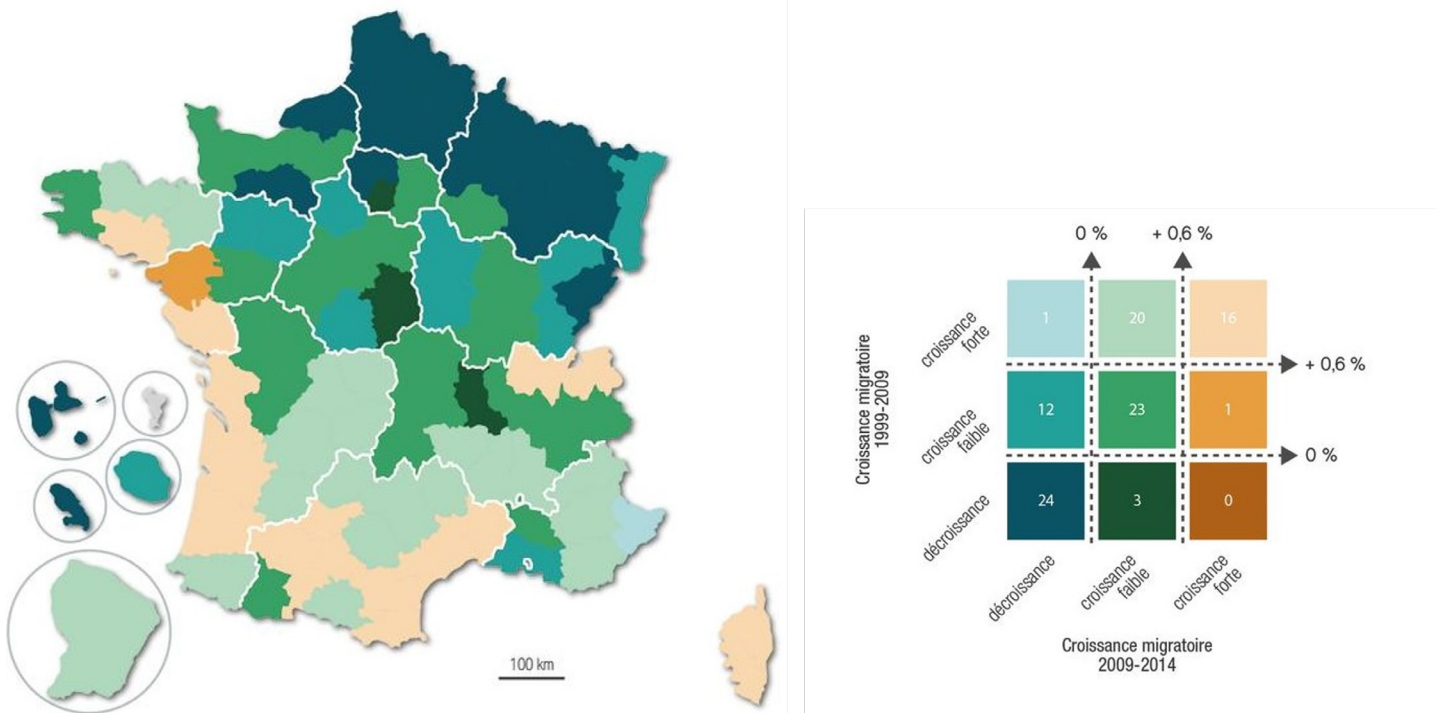 100 km
0 %
+ 0,6 %
Croissance migratoire
1999-2009
croissance
forte
croissance
faible
décroissance
1
20
16
12
23
1
24
3
0
+ 0,6 %
0 %
décroissance
croissance
faible
croissance
forte
Croissance migratoire
2009-2014